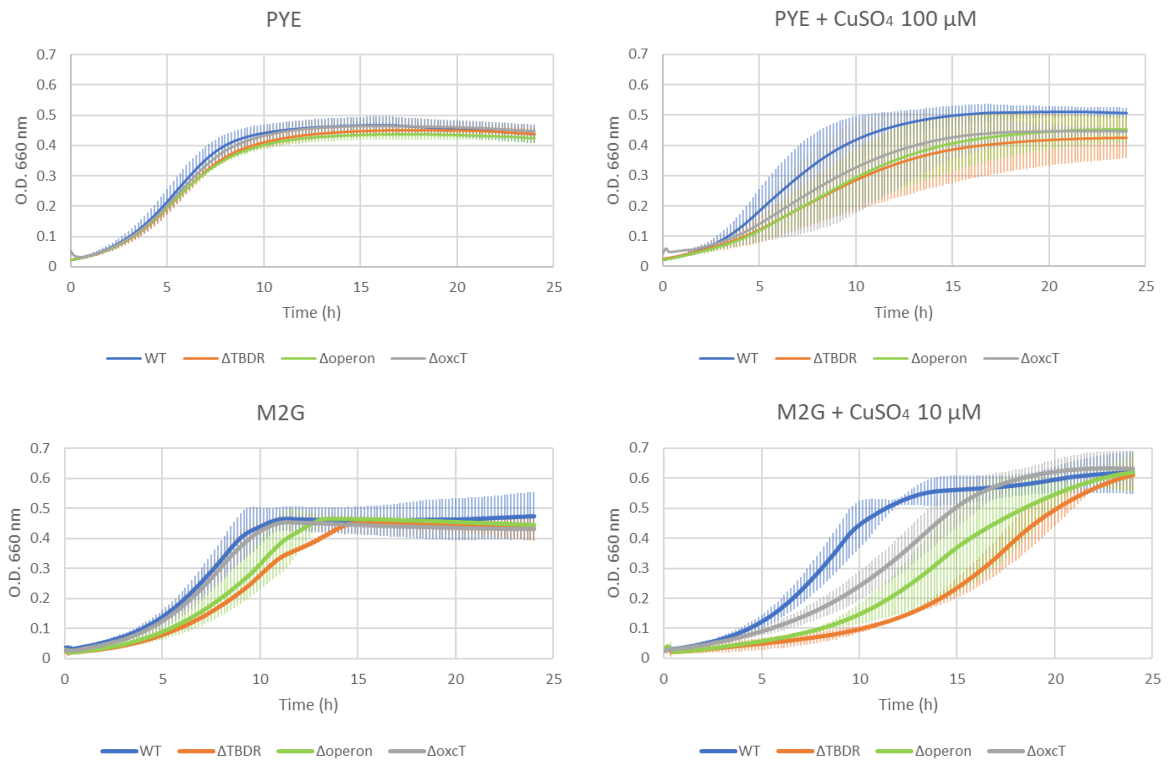 PYE
0.7
0.6
0.5
0.4
0.3
0.2
0.1
0
O.D. 660 nm
0 5 10 15 20 25
Time (h)
WT ΔTBDR Δoperon ΔoxcT
PYE + CuSO₄ 100 µM
0.7
0.6
0.5
0.4
0.3
0.2
0.1
0
O.D. 660 nm
0 5 10 15 20 25
Time (h)
WT ΔTBDR Δoperon ΔoxcT
M2G
0.7
0.6
0.5
0.4
0.3
0.2
0.1
0
O.D. 660 nm
0 5 10 15 20 25
Time (h)
WT ΔTBDR Δoperon ΔoxcT
M2G + CuSO₄ 10 µM
0.7
0.6
0.5
0.4
0.3
0.2
0.1
0
O.D. 660 nm
0 5 10 15 20 25
Time (h)
WT ΔTBDR Δoperon ΔoxcT